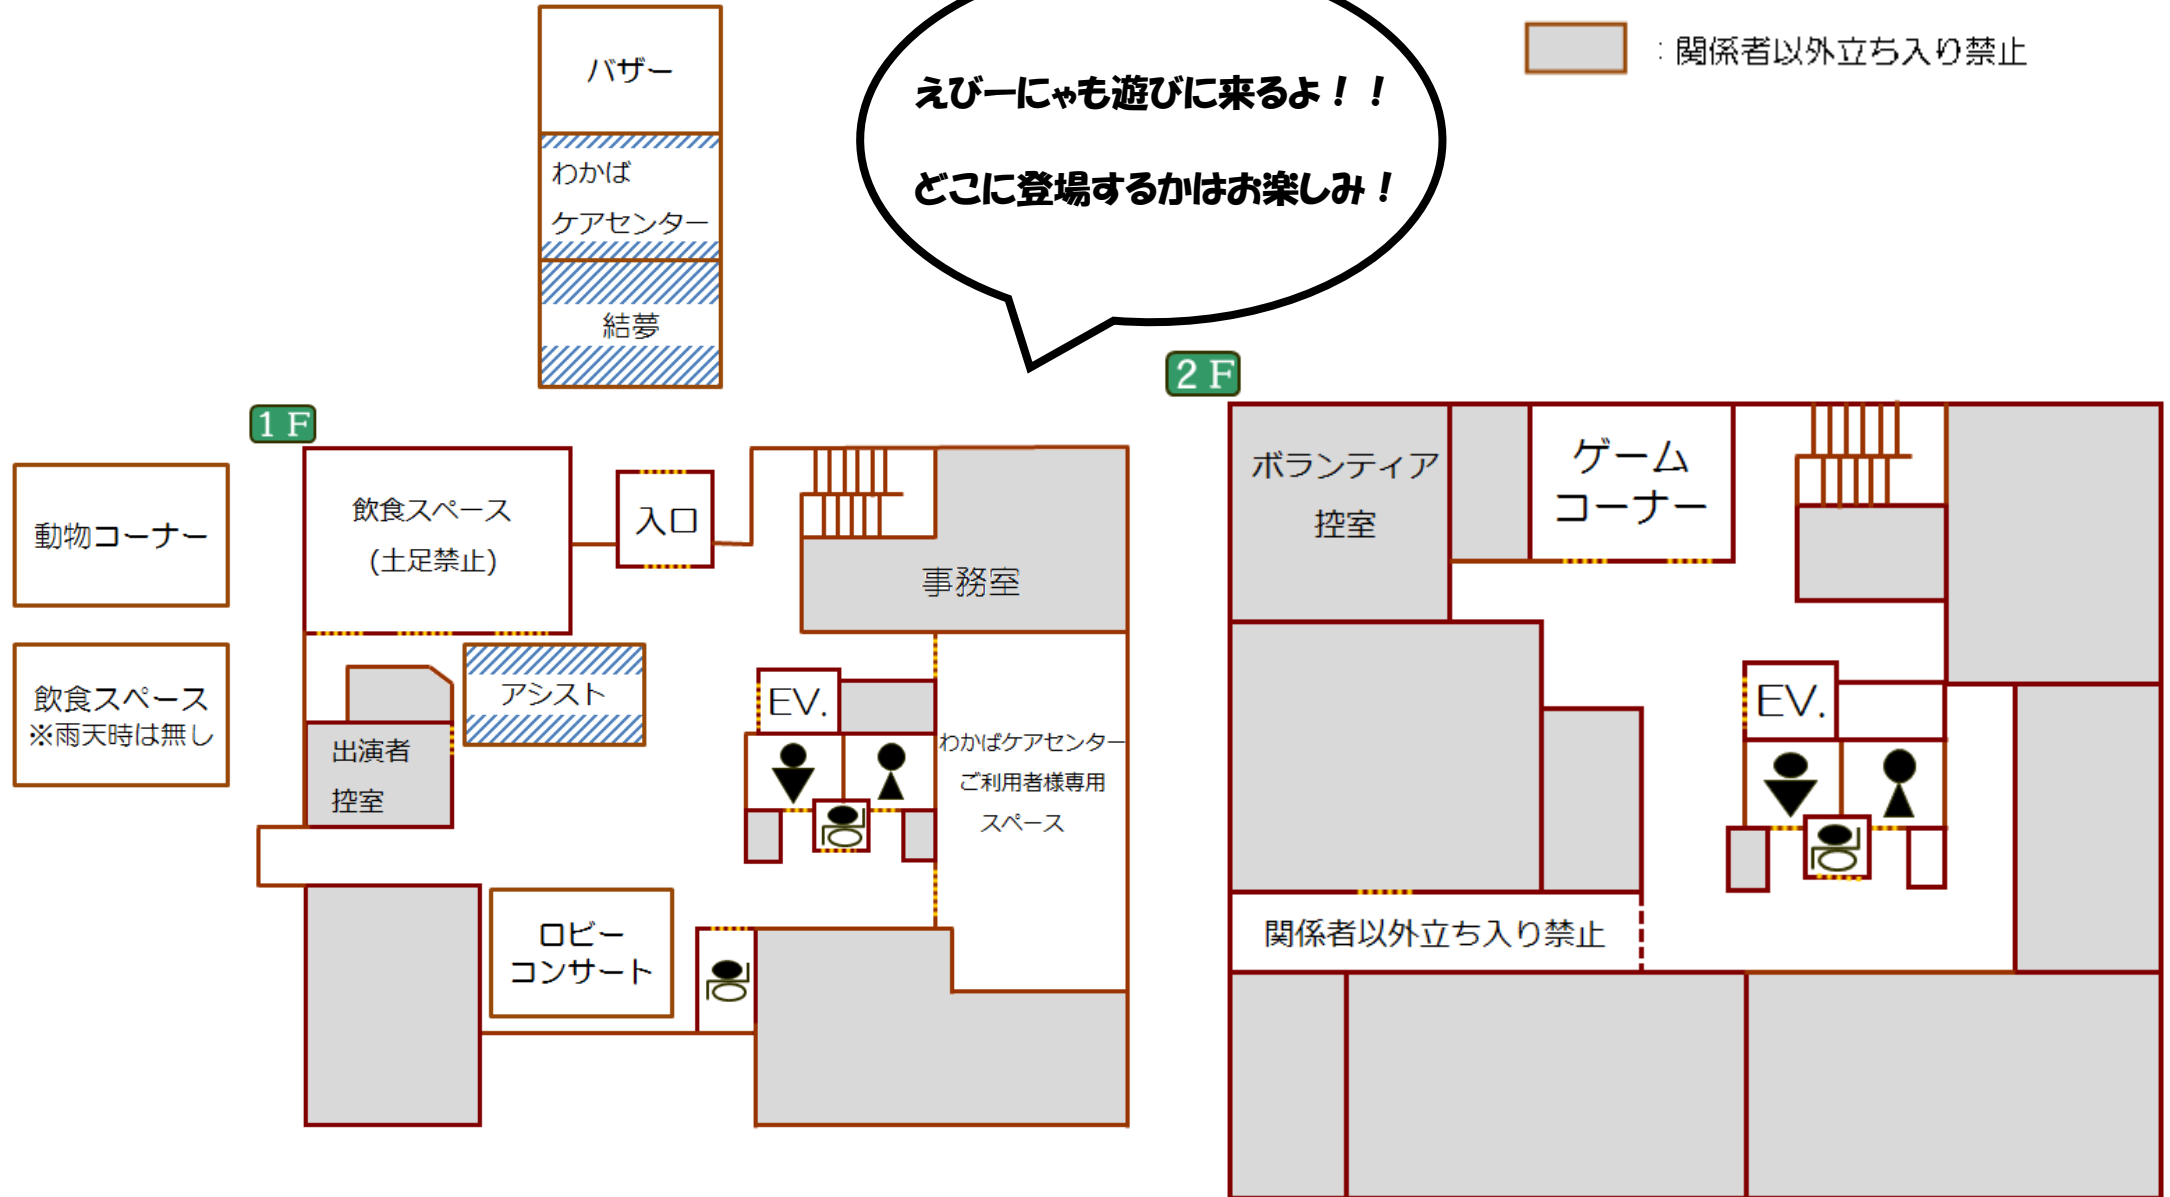 バザー
わかば
ケアセンター
結夢
えびーにゃも遊びに来るよ！！
どこに登場するかはお楽しみ！
：関係者以外立ち入り禁止
1F
動物コーナー
飲食スペース
※雨天時は無し
飲食スペース
(土足禁止)
入口
事務室
アシスト
出演者
控室
EV.
わかばケアセンター
ご利用者様専用
スペース
ロビー
コンサート
2F
ボランティア
控室
ゲーム
コーナー
EV.
関係者以外立ち入り禁止